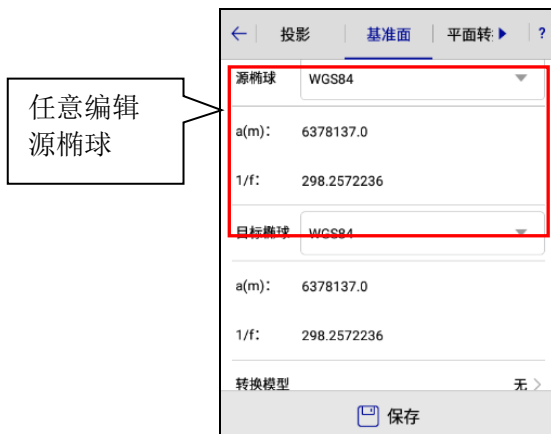 投影 基准面 平面转 ?
源椭球 WGS84
任意编辑
源椭球
a(m): 6378137.0
1/f: 298.2572236
目标椭球 WGS84
a(m): 6378137.0
1/f: 298.2572236
转换模型 无
保存